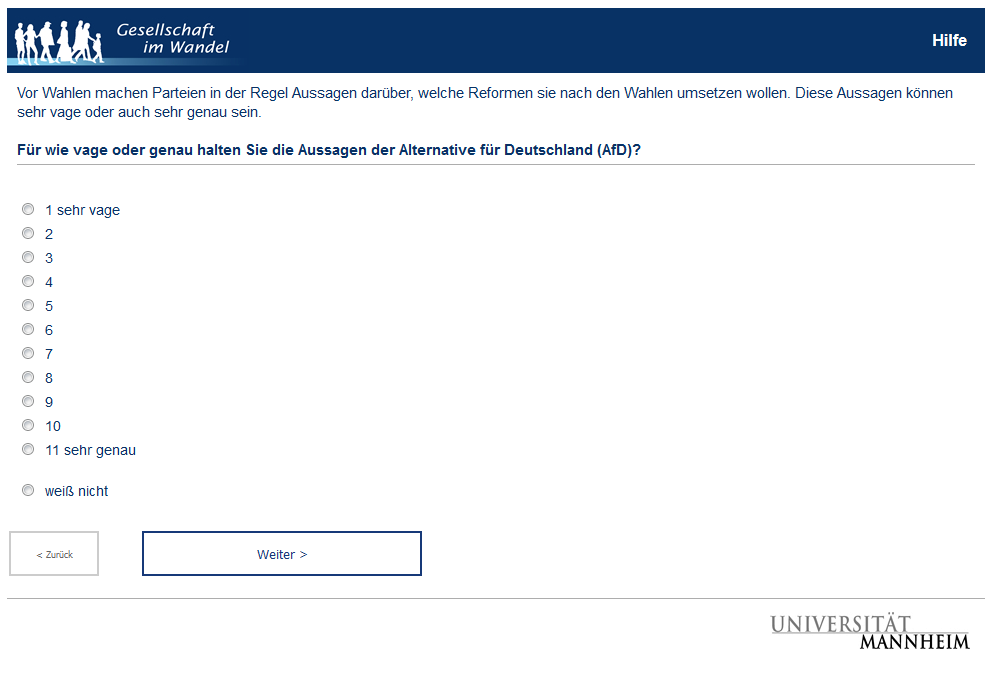 Gesellschaft
im Wandel
Hilfe
Vor Wahlen machen Parteien in der Regel Aussagen darüber, welche Reformen sie nach den Wahlen umsetzen wollen. Diese Aussagen können
sehr vage oder auch sehr genau sein.
Für wie vage oder genau halten Sie die Aussagen der Alternative für Deutschland (AfD)?
1 sehr vage
2
3
4
5
6
7
8
9
10
11 sehr genau
weiß nicht
< Zurück
Weiter >
UNIVERSITÄT
MANNHEIM